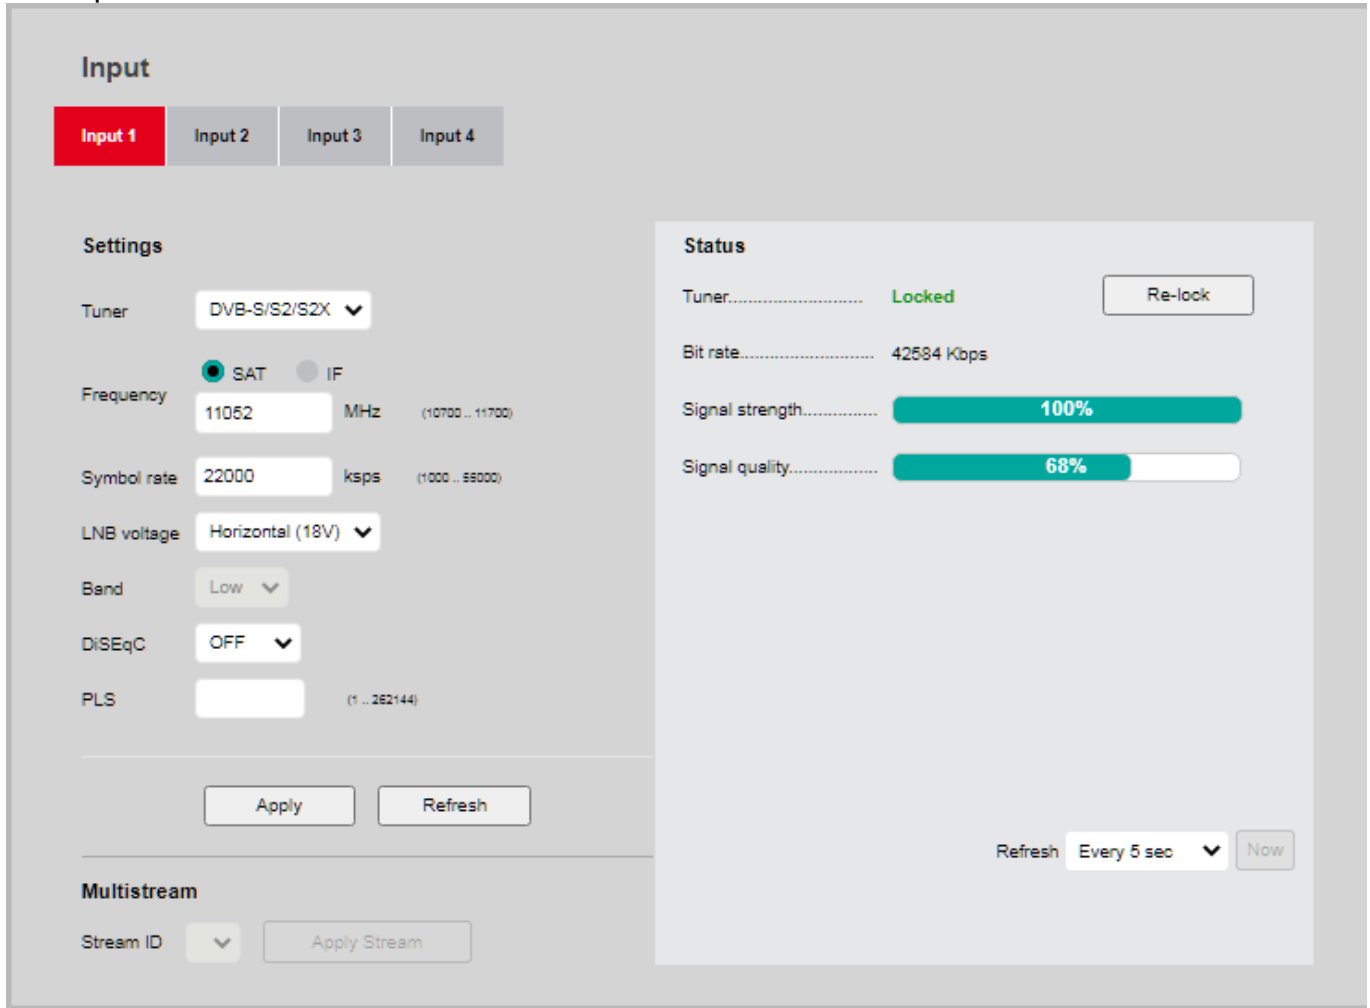 Input
Input 1 Input 2 Input 3 Input 4
Settings
Tuner DVB-S/S2/S2X
SAT IF
Frequency 11052 MHz (10700 .. 11700)
Symbol rate 22000 ksps (1000 .. 55000)
LNB voltage Horizontal (18V)
Band Low
DiSEqC OFF
PLS (1 .. 262144)
Apply Refresh
Multistream
Stream ID Apply Stream
Status
Tuner........................... Locked Re-lock
Bit rate........................... 42584 Kbps
Signal strength............... 100%
Signal quality.................. 68%
Refresh Every 5 sec Now